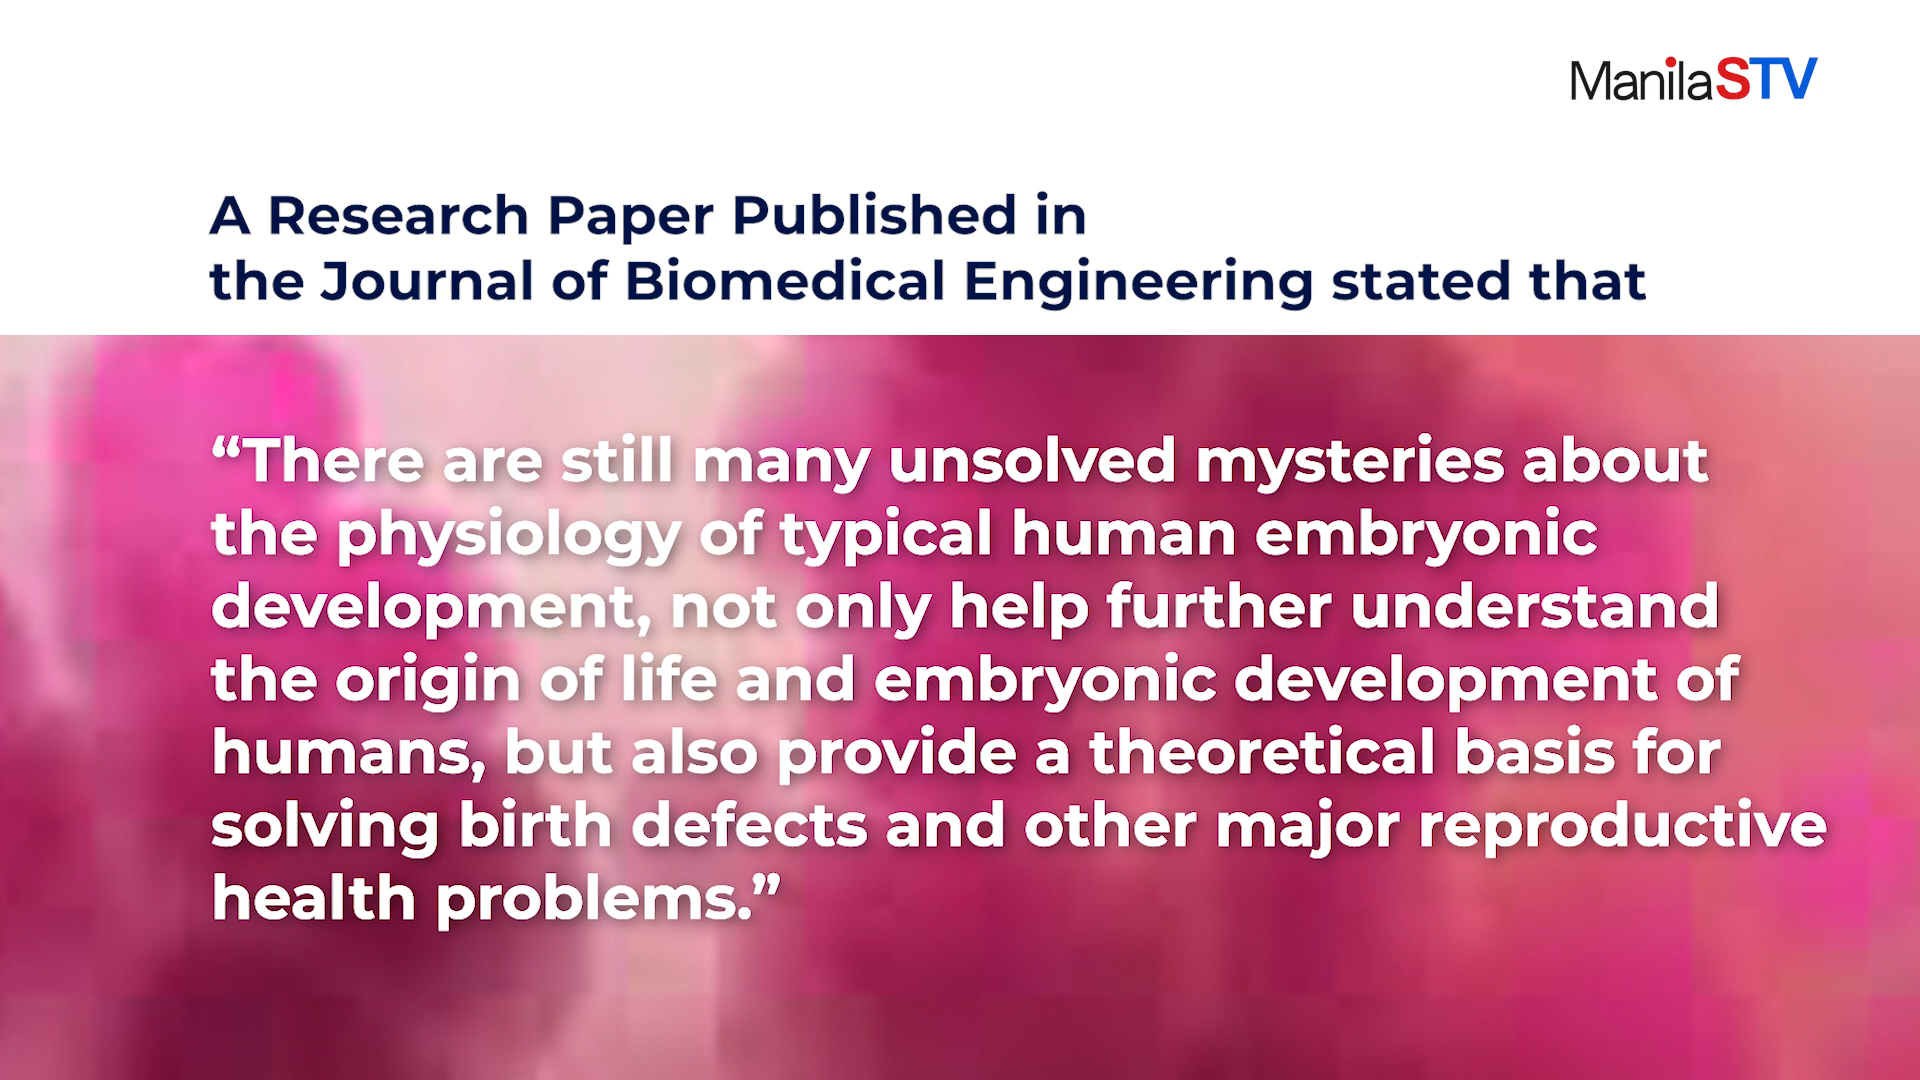 ManilaSTV
A Research Paper Published in
the Journal of Biomedical Engineering stated that
“There are still many unsolved mysteries about
the physiology of typical human embryonic
development, not only help further understand
the origin of life and embryonic development of
humans, but also provide a theoretical basis for
solving birth defects and other major reproductive
health problems.”